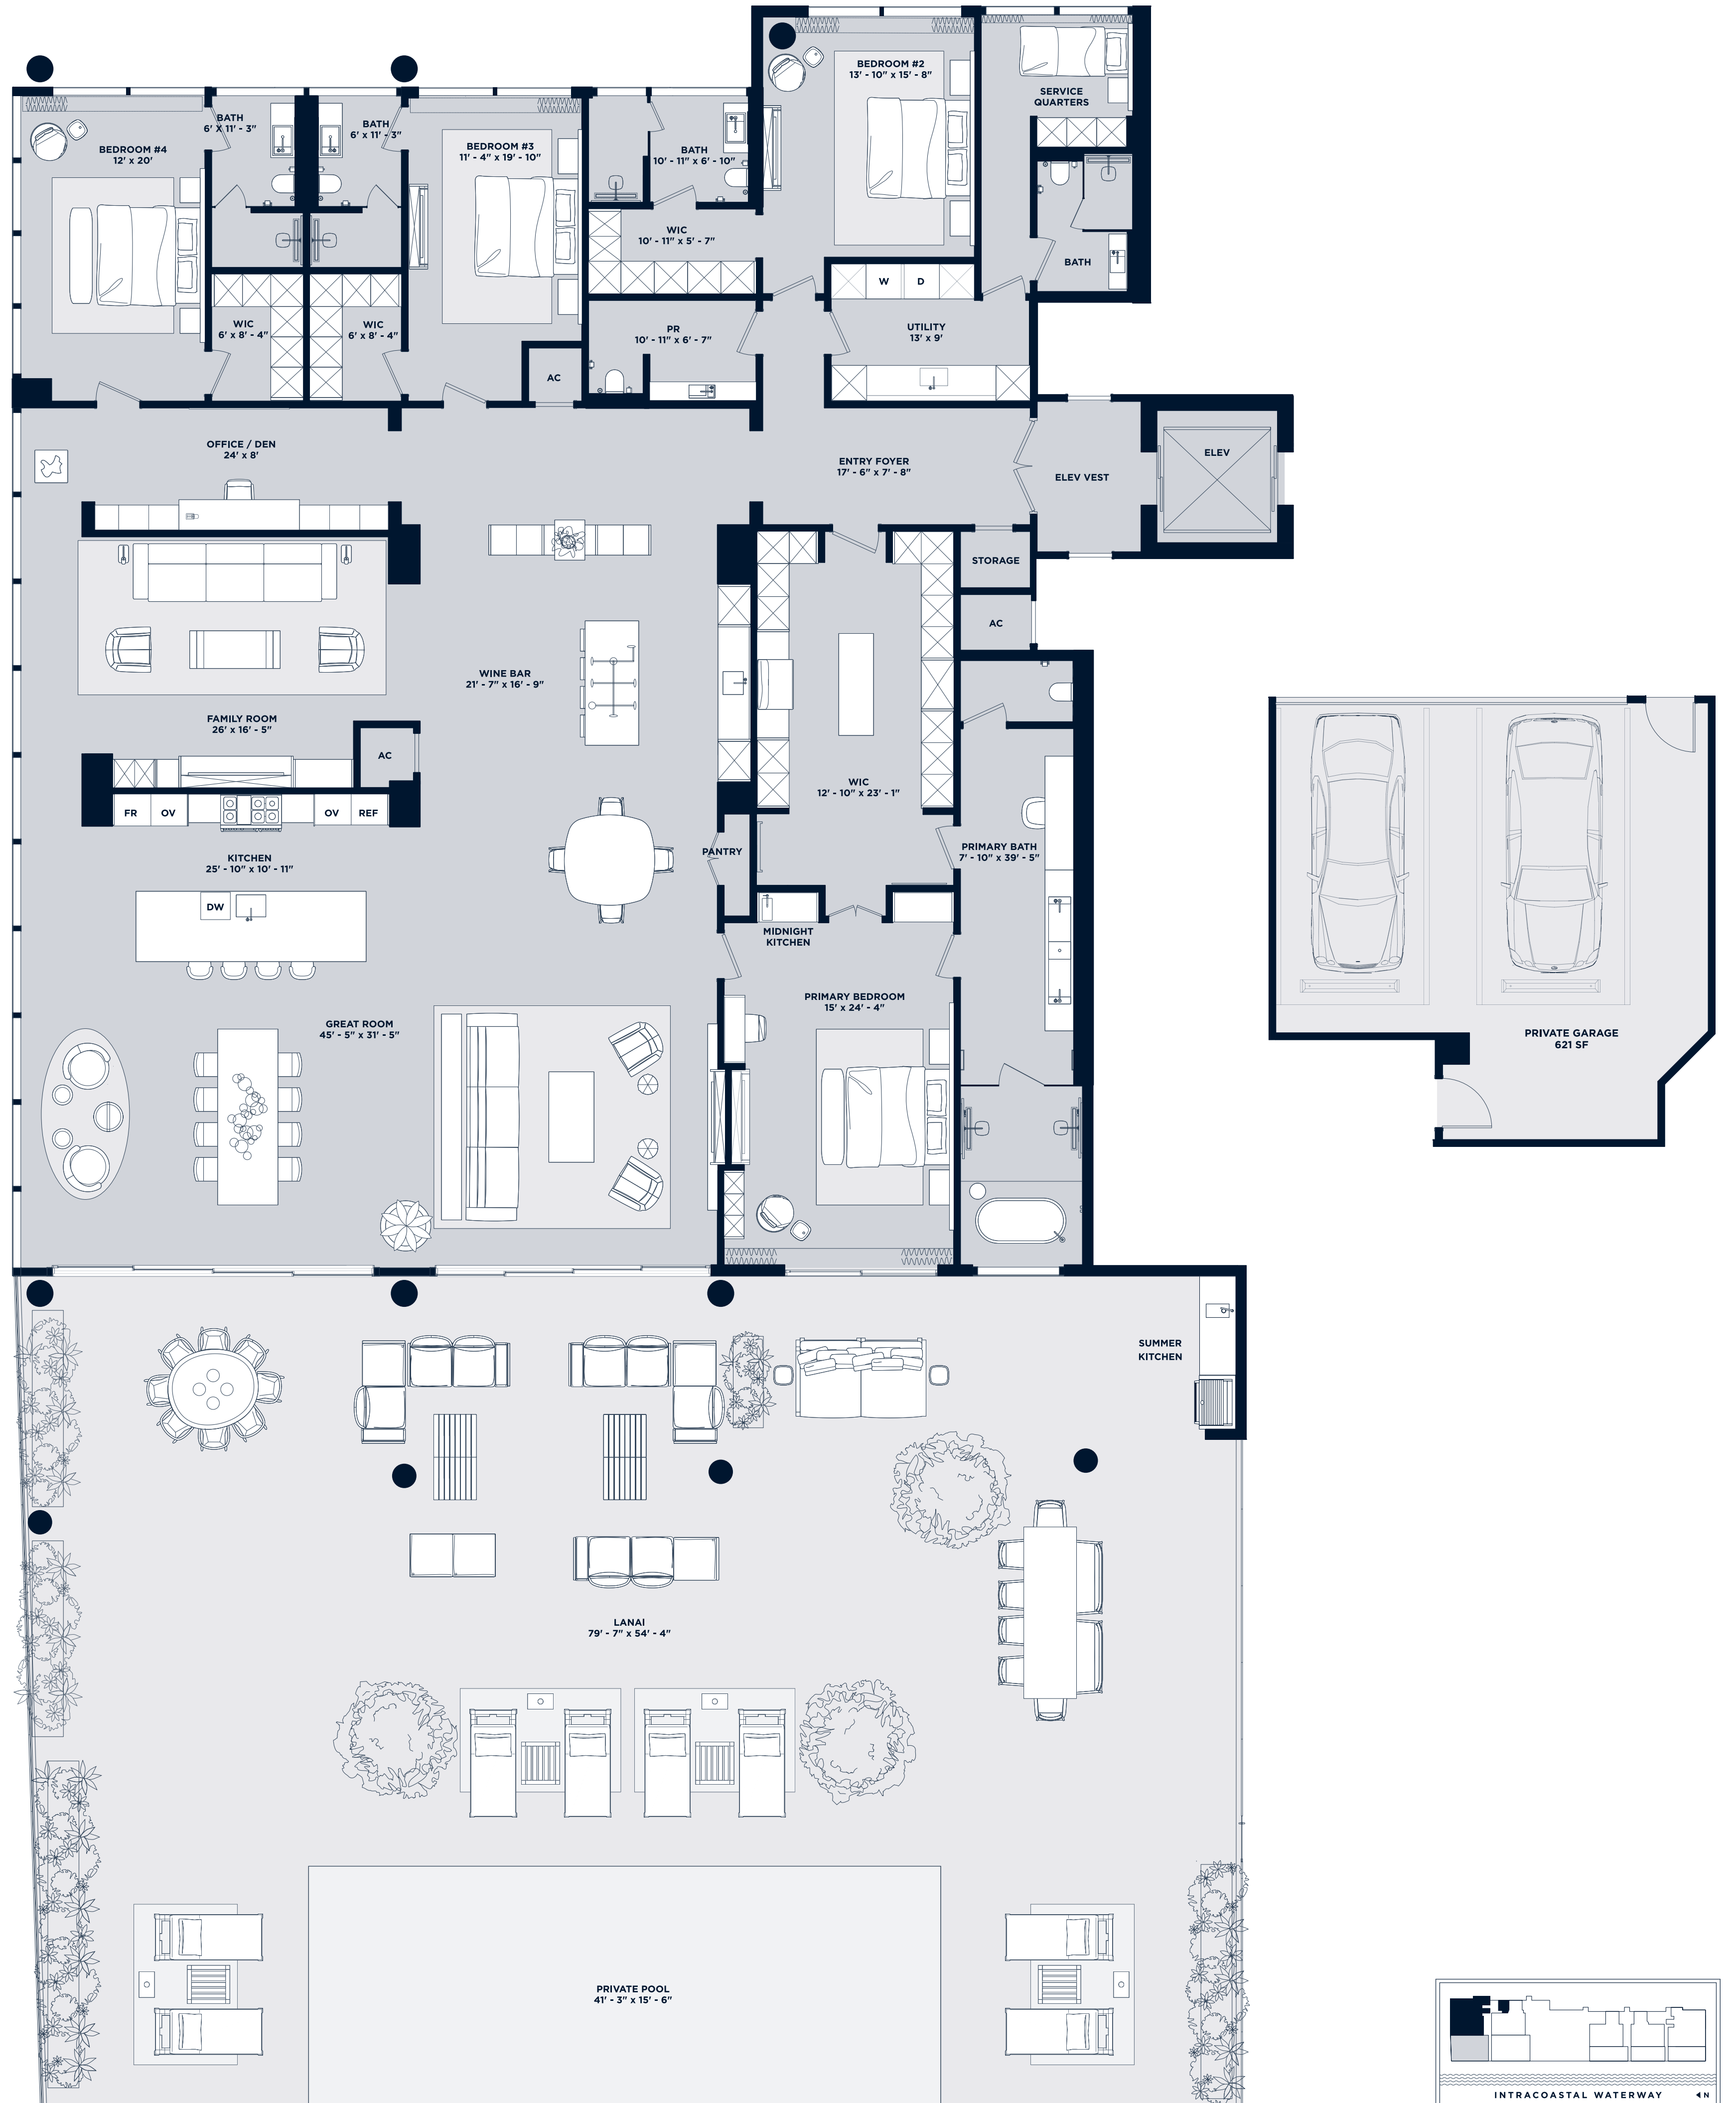 BEDROOM #2
13' - 10" x 15' - 8"
SERVICE
QUARTERS
BATH
6' X 11' - 3"
BATH
6' x 11' - 3"
BEDROOM #4
12' x 20'
BEDROOM #3
11' - 4" x 19' - 10"
BATH
10' - 11" x 6' - 10"
WIC
10' - 11" x 5' - 7"
BATH
W
D
WIC
6' x 8' - 4"
WIC
6' x 8' - 4"
PR
10' - 11" x 6' - 7"
UTILITY
13' x 9'
AC
OFFICE / DEN
24' x 8'
ENTRY FOYER
17' - 6" x 7' - 8"
ELEV VEST
ELEV
STORAGE
AC
WINE BAR
21' - 7" x 16' - 9"
FAMILY ROOM
26' x 16' - 5"
AC
WIC
12' - 10" x 23' - 1"
FR
OV
OV
REF
KITCHEN
25' - 10" x 10' - 11"
PANTRY
PRIMARY BATH
7' - 10" x 39' - 5"
DW
MIDNIGHT
KITCHEN
PRIMARY BEDROOM
15' x 24' - 4"
GREAT ROOM
45' - 5" x 31' - 5"
PRIVATE GARAGE
621 SF
SUMMER
KITCHEN
LANAI
79' - 7" x 54' - 4"
PRIVATE POOL
41' - 3" x 15' - 6"
INTRACOASTAL WATERWAY
N